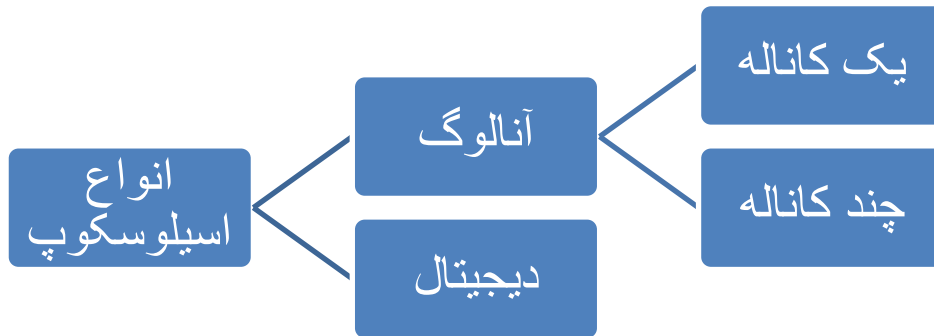 انواع
اسیلوسکوپ
آنالوگ
دیجیتال
یک کاناله
چند کاناله